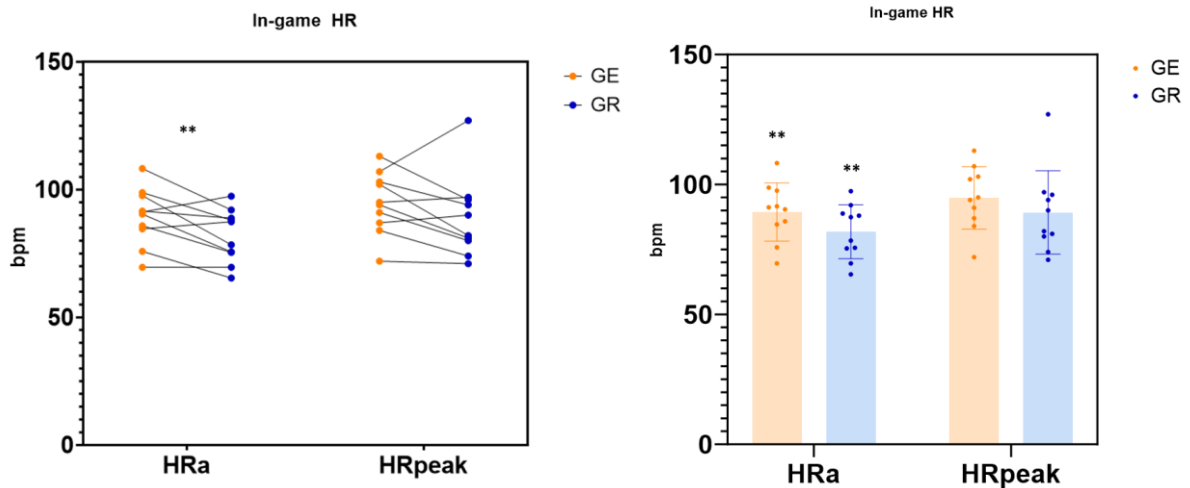 In-game HR
150
100
50
0
bpm
**
HRa
HRpeak
GE
GR
In-game HR
150
100
50
0
bpm
**
**
HRa
HRpeak
GE
GR